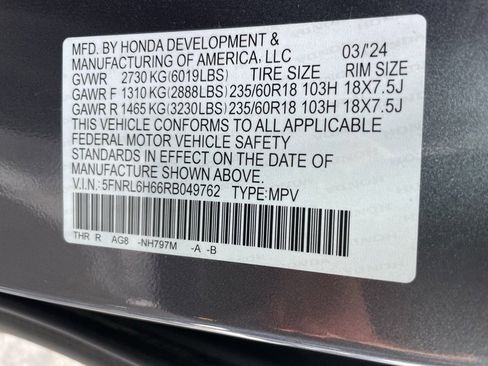 MFD. BY HONDA DEVELOPMENT & 
MANUFACTURING OF AMERICA, LLC 03/'24
GVWR 2730 KG(6019LBS) TIRE SIZE RIM SIZE
GAWR F 1310 KG(2888LBS) 235/60R18 103H 18X7.5J
GAWR R 1465 KG(3230LBS) 235/60R18 103H 18X7.5J
THIS VEHICLE CONFORMS TO ALL APPLICABLE
FEDERAL MOTOR VEHICLE SAFETY
STANDARDS IN EFFECT ON THE DATE OF
MANUFACTURE SHOWN ABOVE.
V.I.N.: 5FNRL6H66RB049762 TYPE:MPV
THR R AG8 -NH797M -A -B